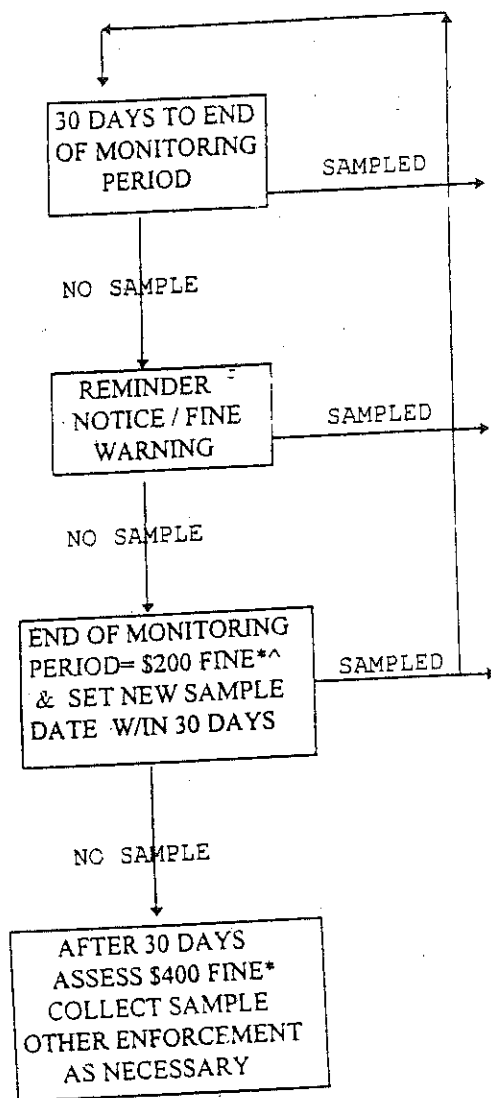 30 DAYS TO END
OF MONITORING
PERIOD
SAMPLED
NO SAMPLE
REMINDER
NOTICE / FINE
WARNING
SAMPLED
NO SAMPLE
END OF MONITORING
PERIOD= $200 FINE*^
& SET NEW SAMPLE
DATE W/IN 30 DAYS
SAMPLED
NO SAMPLE
AFTER 30 DAYS
ASSESS $400 FINE*
COLLECT SAMPLE
OTHER ENFORCEMENT
AS NECESSARY